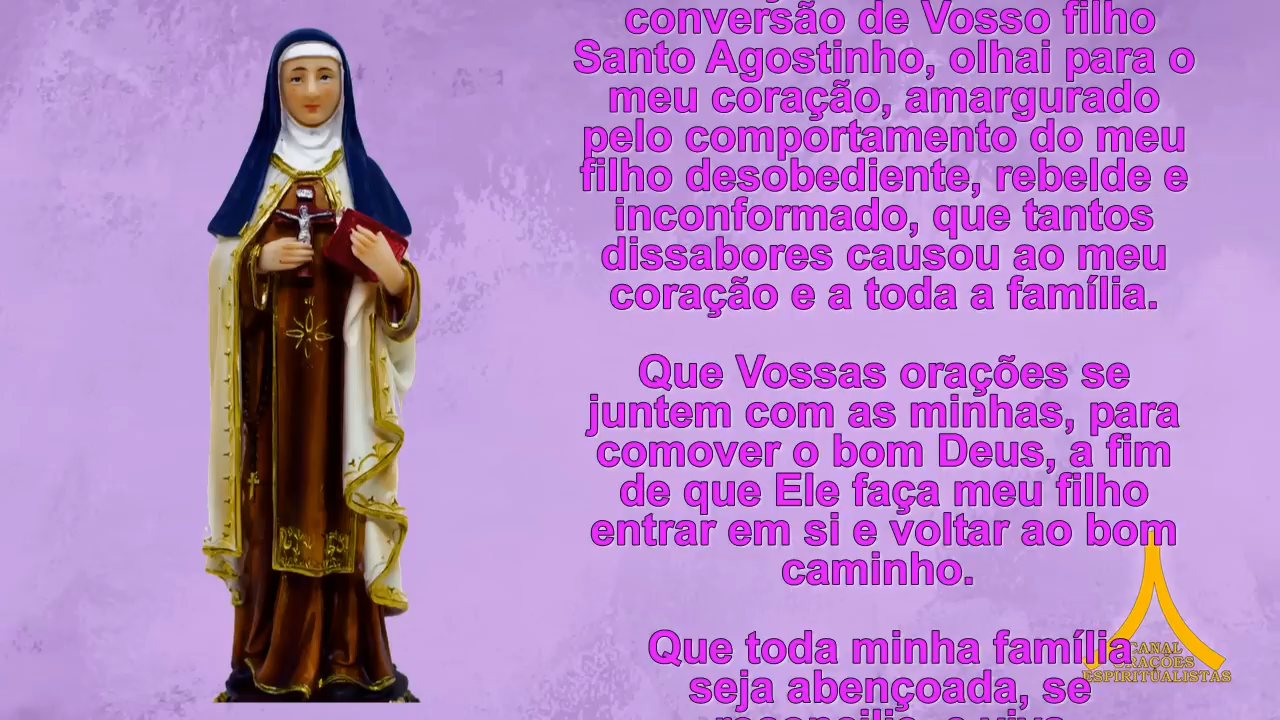 conversão de Vosso filho
Santo Agostinho, olhai para o
meu coração, amargurado
pelo comportamento do meu
filho desobediente, rebelde e
inconformado, que tantos
dissabores causou ao meu
coração e a toda a família.
Que Vossas orações se
juntem com as minhas, para
comover o bom Deus, a fim
de que Ele faça meu filho
entrar em si e voltar ao bom
caminho.
Que toda minha família
seja abençoada, se
CANAL
ORAÇÕES
ESPIRITUALISTAS